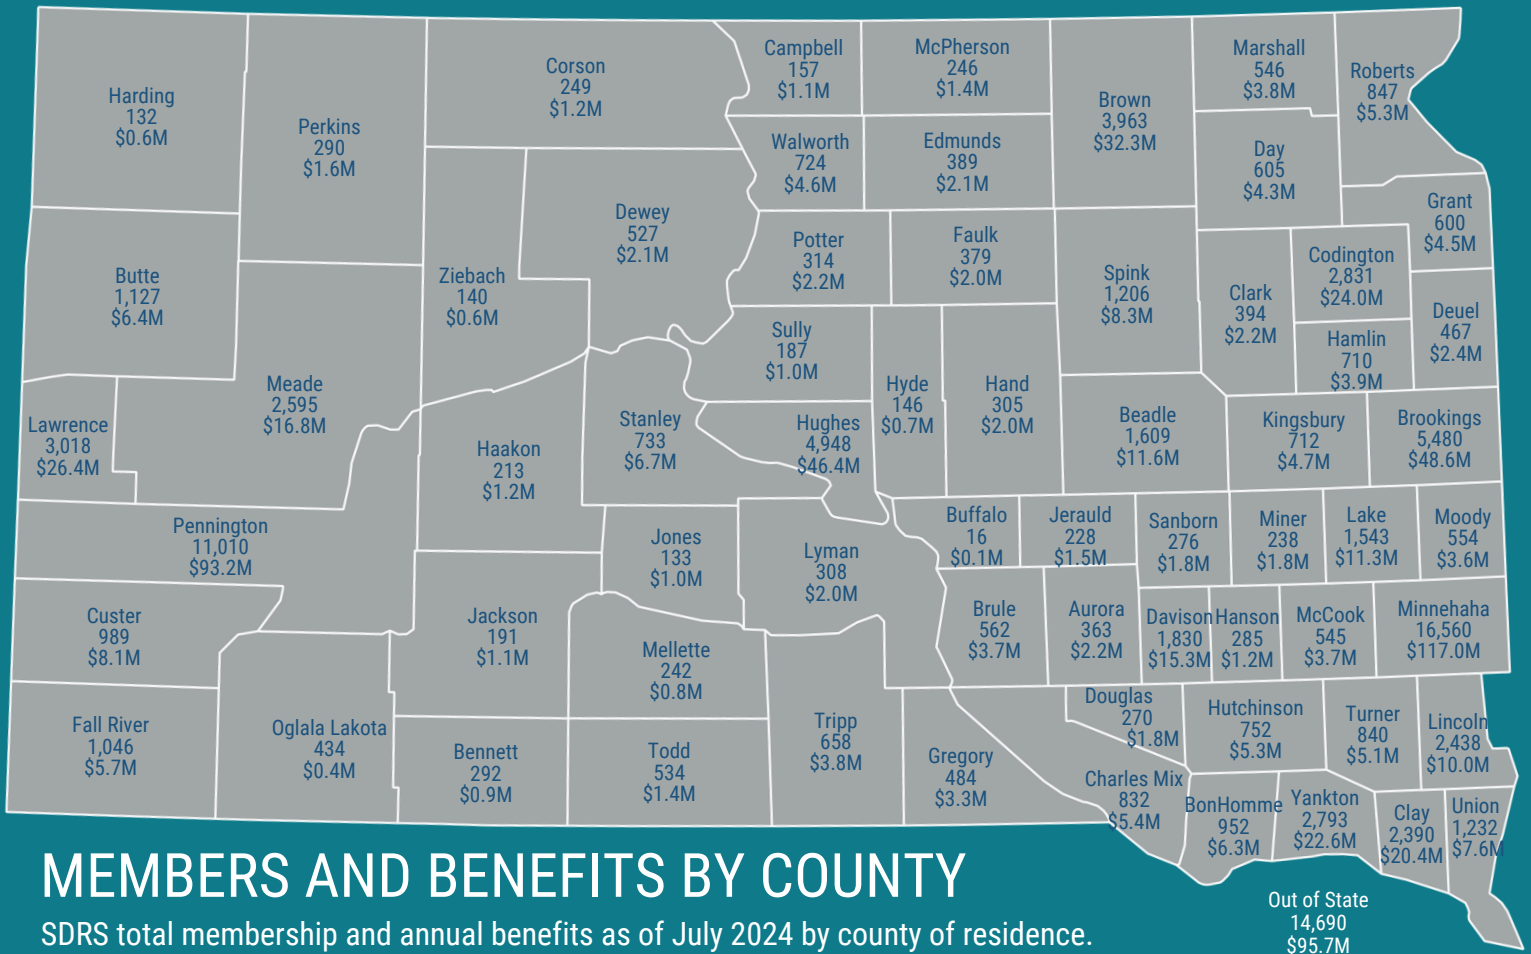 Harding
132
$0.6M
Perkins
290
$1.6M
Corson
249
$1.2M
Campbell
157
$1.1M
McPherson
246
$1.4M
Brown
3,963
$32.3M
Marshall
546
$3.8M
Roberts
847
$5.3M
Walworth
724
$4.6M
Edmunds
389
$2.1M
Day
605
$4.3M
Grant
600
$4.5M
Butte
1,127
$6.4M
Ziebach
140
$0.6M
Dewey
527
$2.1M
Potter
314
$2.2M
Faulk
379
$2.0M
Spink
1,206
$8.3M
Clark
394
$2.2M
Codington
2,831
$24.0M
Deuel
467
$2.4M
Hamlin
710
$3.9M
Lawrence
3,018
$26.4M
Meade
2,595
$16.8M
Haakon
213
$1.2M
Stanley
733
$6.7M
Sully
187
$1.0M
Hughes
4,948
$46.4M
Hyde
146
$0.7M
Hand
305
$2.0M
Beadle
1,609
$11.6M
Kingsbury
712
$4.7M
Brookings
5,480
$48.6M
Pennington
11,010
$93.2M
Jones
133
$1.0M
Lyman
308
$2.0M
Buffalo
16
$0.1M
Jerauld
228
$1.5M
Sanborn
276
$1.8M
Miner
238
$1.8M
Lake
1,543
$11.3M
Moody
554
$3.6M
Custer
989
$8.1M
Jackson
191
$1.1M
Mellette
242
$0.8M
Brule
562
$3.7M
Aurora
363
$2.2M
Davison
1,830
$15.3M
Hanson
285
$1.2M
McCook
545
$3.7M
Minnehaha
16,560
$117.0M
Fall River
1,046
$5.7M
Oglala Lakota
434
$0.4M
Bennett
292
$0.9M
Todd
534
$1.4M
Tripp
658
$3.8M
Gregory
484
$3.3M
Douglas
270
$1.8M
Charles Mix
832
$5.4M
Hutchinson
752
$5.3M
Turner
840
$5.1M
Lincoln
2,438
$10.0M
BonHomme
952
$6.3M
Yankton
2,793
$22.6M
Clay
2,390
$20.4M
Union
1,232
$7.6M
MEMBERS AND BENEFITS BY COUNTY
SDRS total membership and annual benefits as of July 2024 by county of residence.
Out of State
14,690
$95.7M